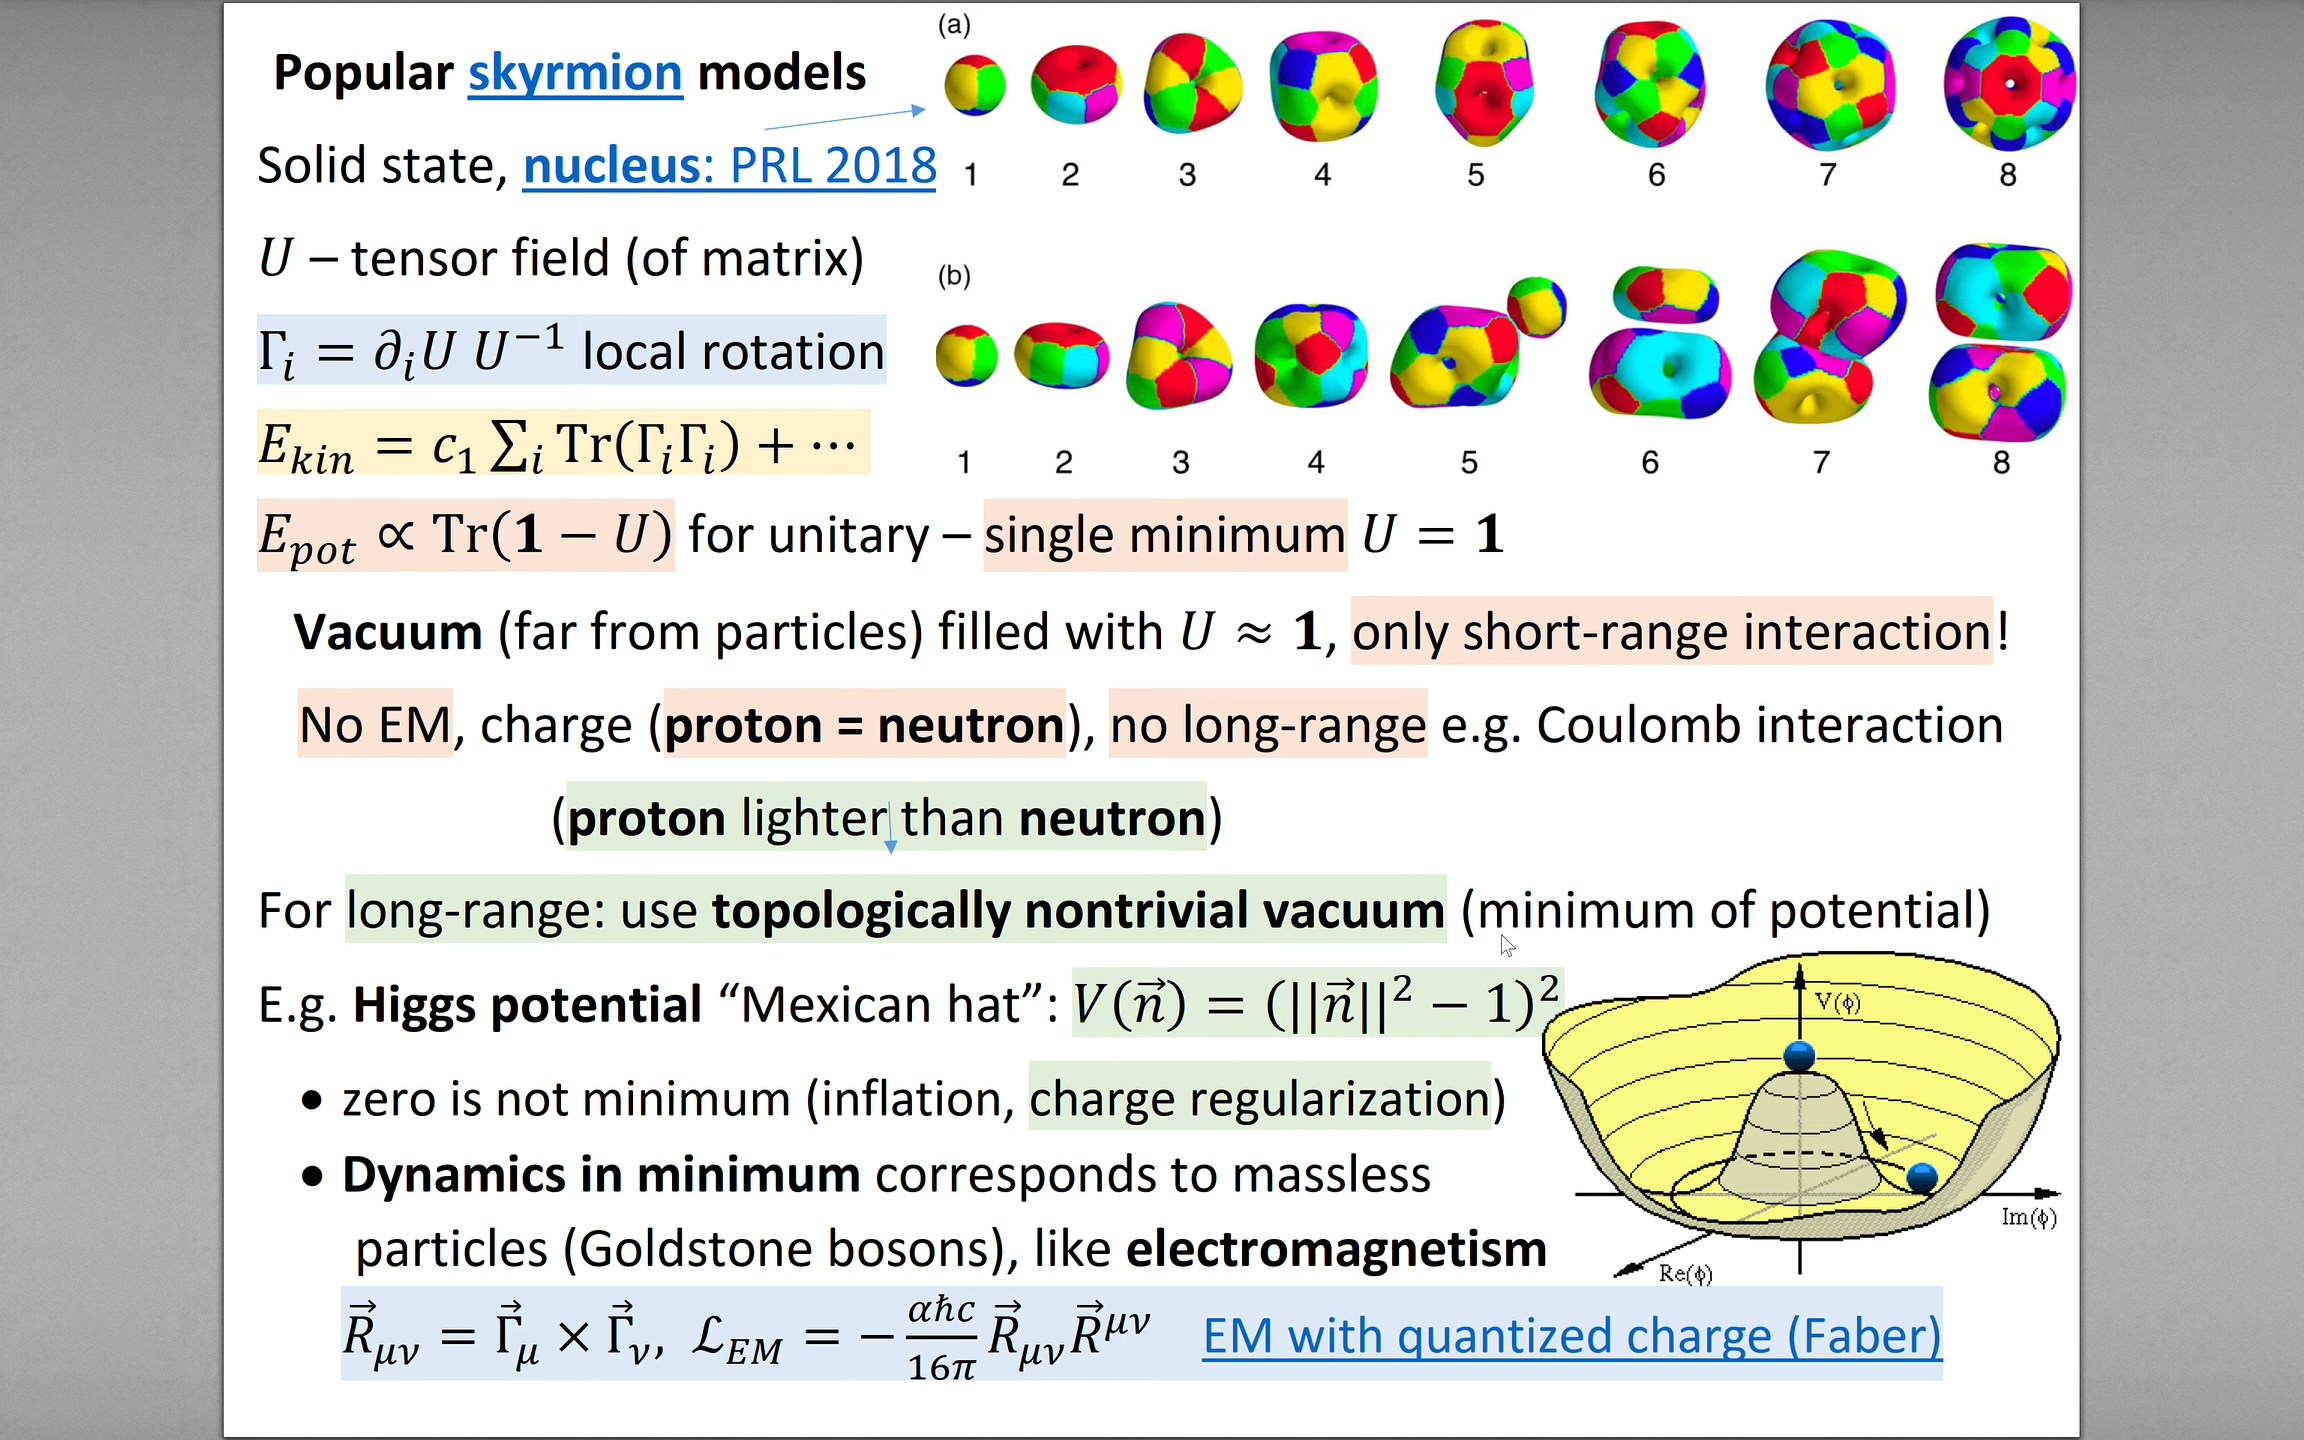 (a)
Popular skyrmion models
Solid state, nucleus: PRL 2018
1 2 3 4 5 6 7 8
U – tensor field (of matrix)
(b)
Γᵢ = ∂ᵢU U⁻¹ local rotation
E_kin = c₁ ∑ᵢ Tr(ΓᵢΓᵢ) + ⋯
1 2 3 4 5 6 7 8
E_pot ∝ Tr(1 − U) for unitary – single minimum U = 1
Vacuum (far from particles) filled with U ≈ 1, only short-range interaction!
No EM, charge (proton = neutron), no long-range e.g. Coulomb interaction
(proton lighter than neutron)
For long-range: use topologically nontrivial vacuum (minimum of potential)
E.g. Higgs potential “Mexican hat”: V(n⃗) = (||n⃗||² − 1)²
V(ϕ)
• zero is not minimum (inflation, charge regularization)
• Dynamics in minimum corresponds to massless
particles (Goldstone bosons), like electromagnetism
Im(ϕ)
Re(ϕ)
R⃗_μν = Γ⃗_μ × Γ⃗_ν, ℒ_EM = − αħc/16π R⃗_μν R⃗^μν EM with quantized charge (Faber)